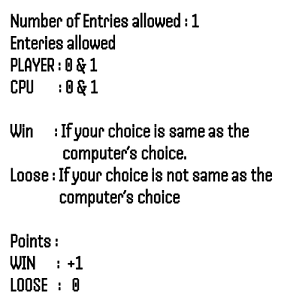 Number of Entries allowed : 1
Enteries allowed
PLAYER : 0 & 1
CPU : 0 & 1
Win : If your choice is same as the
computer's choice.
Loose : If your choice is not same as the
computer's choice
Points :
WIN : +1
LOOSE : 0